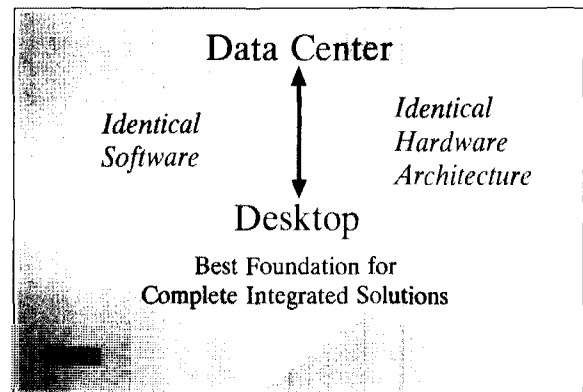 Data Center
Identical
Software
Identical
Hardware
Architecture
Desktop
Best Foundation for
Complete Integrated Solutions